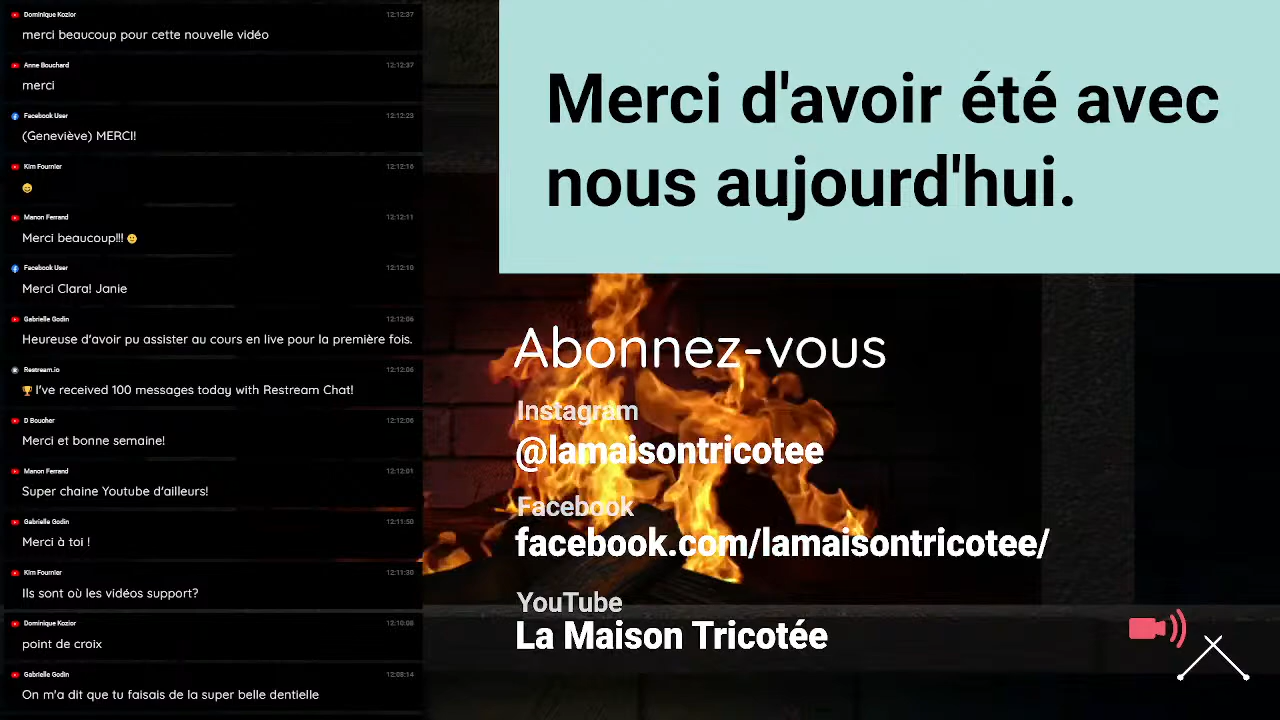 Dominique Kozior 12:12:37
merci beaucoup pour cette nouvelle vidéo
Anne Bouchard 12:12:37
merci
Facebook User 12:12:23
(Geneviève) MERCI!
Kim Fournier 12:12:16
😄
Manon Ferrand 12:12:11
Merci beaucoup!!! 🙂
Facebook User 12:12:10
Merci Clara! Janie
Gabrielle Godin 12:12:06
Heureuse d'avoir pu assister au cours en live pour la première fois.
Restream.io 12:12:06
🏆 I've received 100 messages today with Restream Chat!
D Boucher 12:12:06
Merci et bonne semaine!
Manon Ferrand 12:12:01
Super chaine Youtube d'ailleurs!
Gabrielle Godin 12:11:50
Merci à toi !
Kim Fournier 12:11:30
Ils sont où les vidéos support?
Dominique Kozior 12:10:08
point de croix
Gabrielle Godin 12:08:14
On m'a dit que tu faisais de la super belle dentielle
Merci d'avoir été avec
nous aujourd'hui.
Abonnez-vous
Instagram
@lamaisontricotee
Facebook
facebook.com/lamaisontricotee/
YouTube
La Maison Tricotée